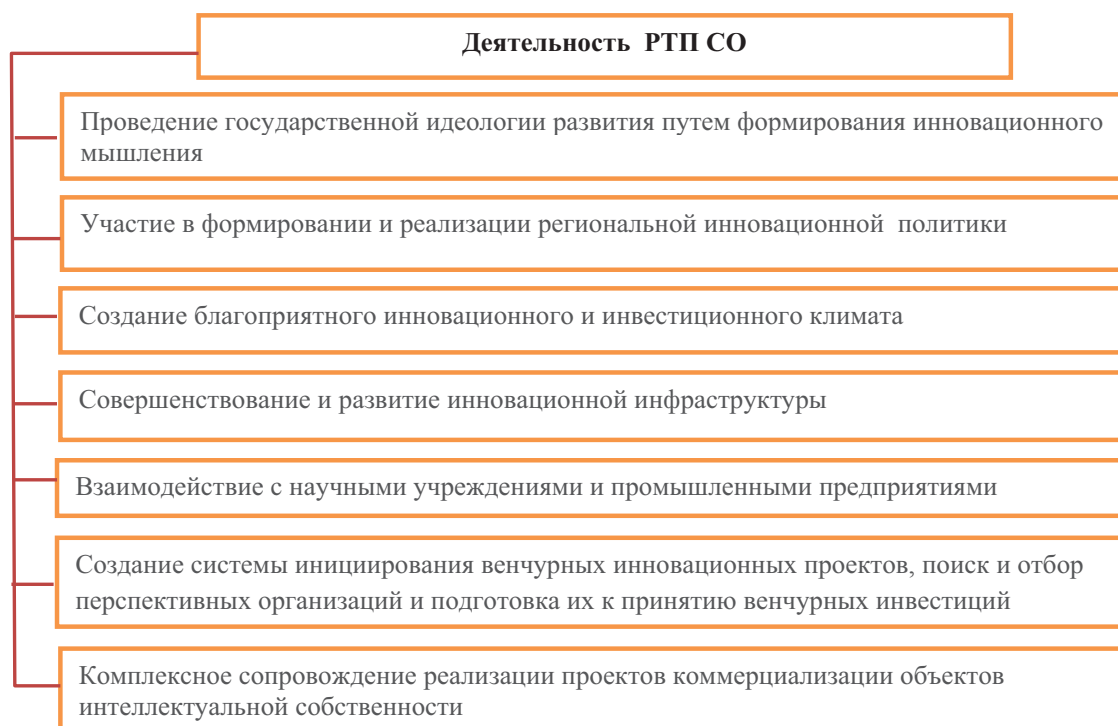 Деятельность РТП СО
Проведение государственной идеологии развития путем формирования инновационного
мышления
Участие в формировании и реализации региональной инновационной политики
Создание благоприятного инновационного и инвестиционного климата
Совершенствование и развитие инновационной инфраструктуры
Взаимодействие с научными учреждениями и промышленными предприятиями
Создание системы инициирования венчурных инновационных проектов, поиск и отбор
перспективных организаций и подготовка их к принятию венчурных инвестиций
Комплексное сопровождение реализации проектов коммерциализации объектов
интеллектуальной собственности